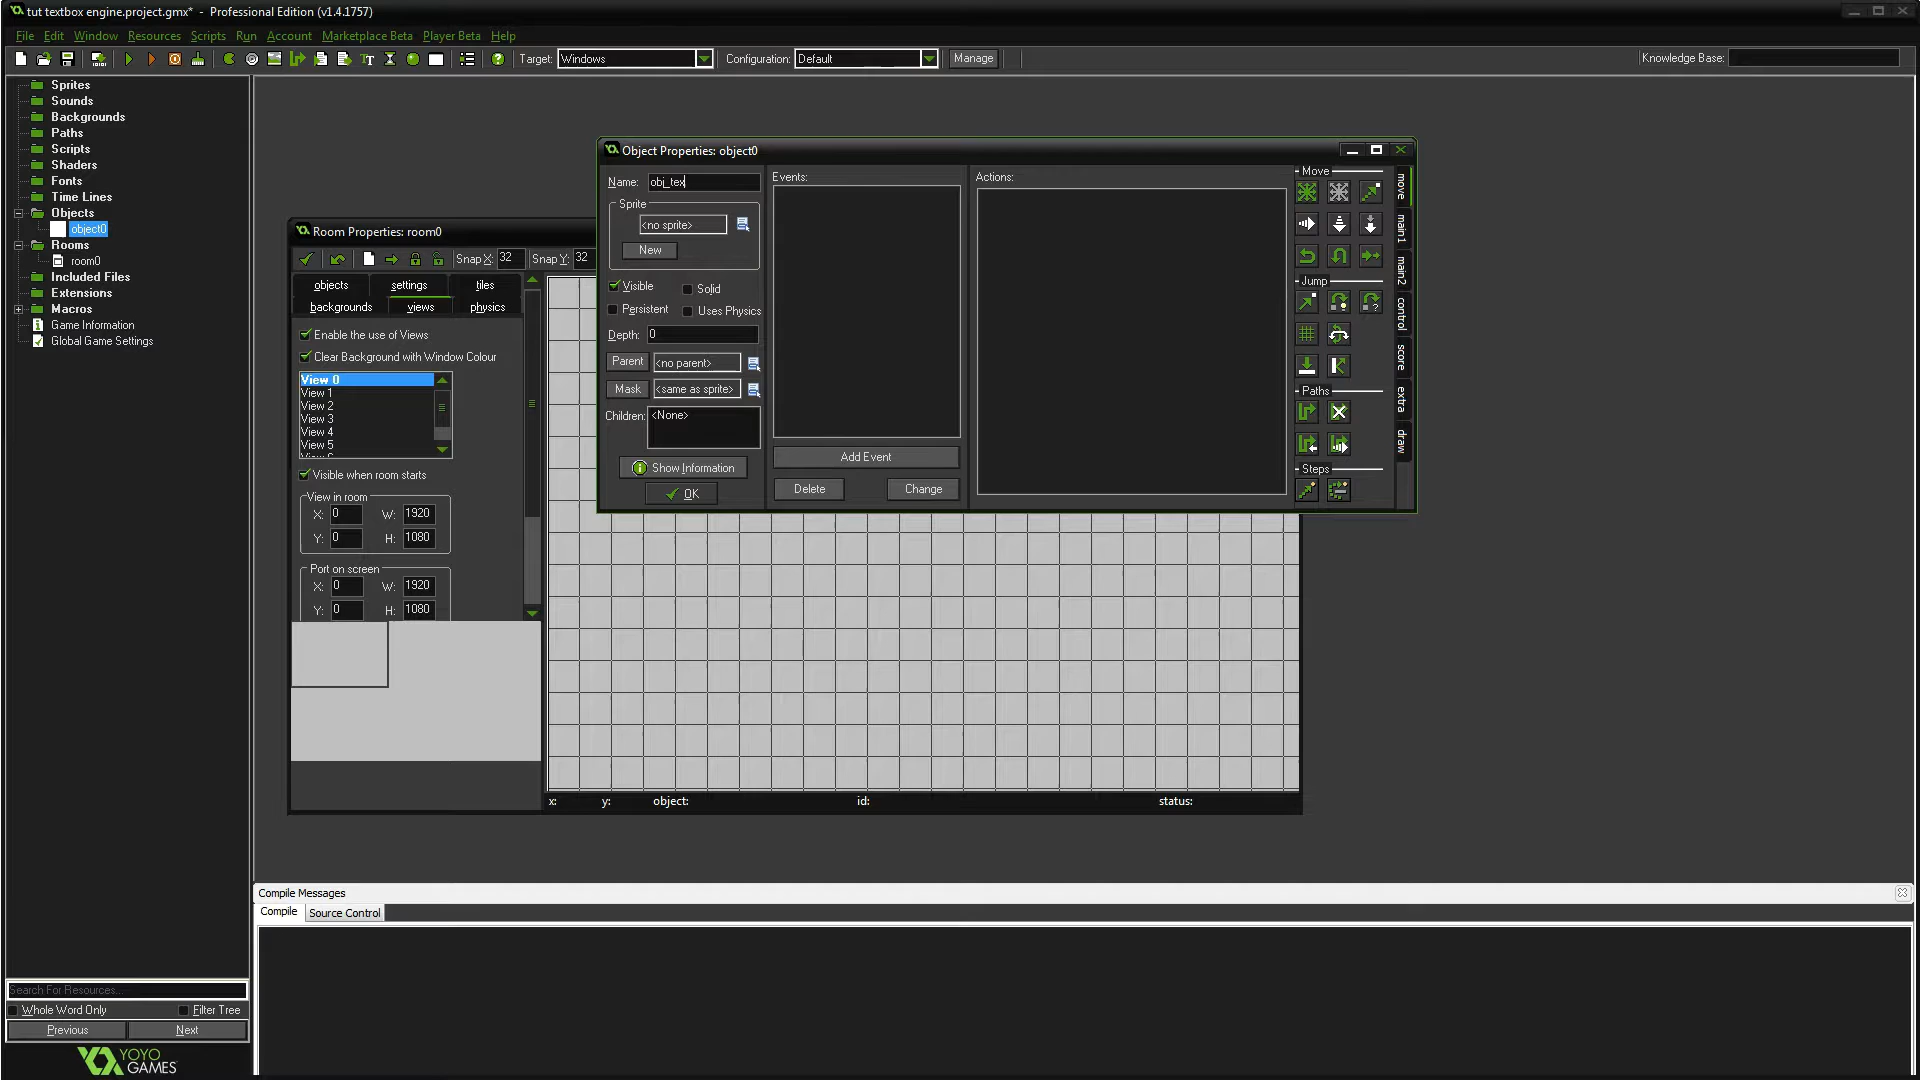 tut textbox engine.project.gmx* - Professional Edition (v1.4.1757)
File Edit Window Resources Scripts Run Account Marketplace Beta Player Beta Help
Target: Windows Configuration: Default Manage Knowledge Base:
Sprites
Sounds
Backgrounds
Paths
Scripts
Shaders
Fonts
Time Lines
Objects
object0
Rooms
room0
Included Files
Extensions
Macros
Game Information
Global Game Settings
Search For Resources...
Whole Word Only Filter Tree
Previous Next
YOYO
GAMES
Room Properties: room0
Snap X: 32 Snap Y: 32
objects settings tiles
backgrounds views physics
Enable the use of Views
Clear Background with Window Colour
View 0
View 1
View 2
View 3
View 4
View 5
Visible when room starts
View in room
X: 0 W: 1920
Y: 0 H: 1080
Port on screen
X: 0 W: 1920
Y: 0 H: 1080
x: y: object: id: status:
Object Properties: object0
Name: obj_tex
Sprite
<no sprite>
New
Visible Solid
Persistent Uses Physics
Depth: 0
Parent <no parent>
Mask <same as sprite>
Children: <None>
Show Information
OK
Events:
Add Event
Delete Change
Actions:
Move
Jump
Paths
Steps
move
main1
main2
control
score
extra
draw
Compile Messages
Compile Source Control